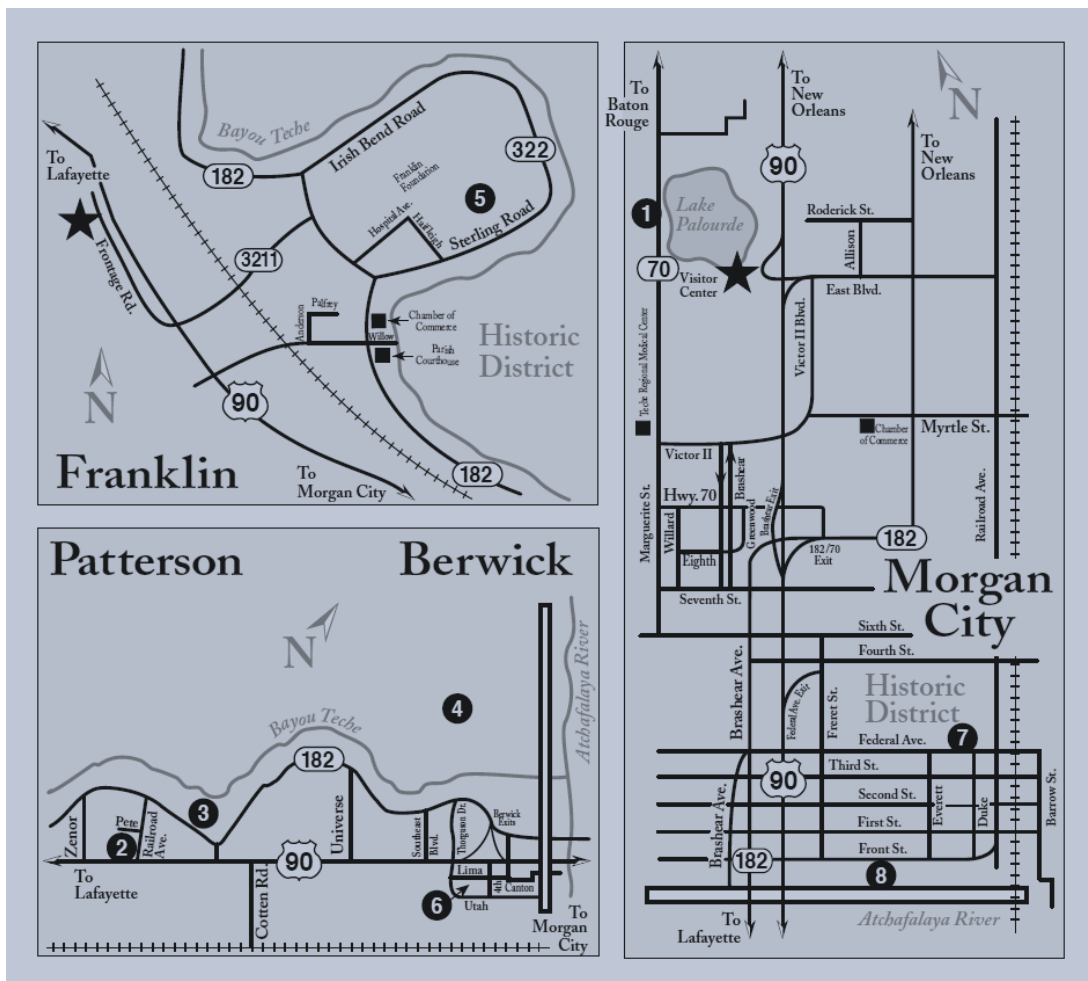 Bayou Teche
Irish Bend Road
322
To
Lafayette
182
Franklin
Foundation
5
Hospital Ave.
Haifleigh
Sterling Road
Frontage Rd.
3211
Anderson
Palfrey
Chamber of
Commerce
Willow
Parish
Courthouse
Historic
District
N
90
Franklin
To
Morgan City
182
Patterson
Berwick
N
Atchafalaya River
4
Bayou Teche
182
3
Zenor
Pete
2
Railroad
Ave.
Universe
Southeast
Blvd.
Thorguson Dr.
Berwick
Exits
90
To
Lafayette
Lima
4th
Canton
6
Utah
Cotten Rd.
To
Morgan
City
To
Baton
Rouge
To
New
Orleans
N
90
To
New
Orleans
1
Lake
Palourde
Roderick St.
Allison
70
Visitor
Center
East Blvd.
Teche Regional Medical Center
Victor II Blvd.
Chamber
of Commerce
Myrtle St.
Victor II
Brashear
Hwy. 70
Marguerite St.
Willard
Greenwood
Brashear Exit
Railroad Ave.
Eighth
182/70
Exit
182
Seventh St.
Morgan
City
Sixth St.
Fourth St.
Brashear Ave.
Federal Ave. Exit
Freret St.
Historic
District
7
Federal Ave.
Third St.
90
Second St.
Everett
Duke
Barrow St.
Brashear Ave.
First St.
182
Front St.
8
To
Lafayette
Atchafalaya River